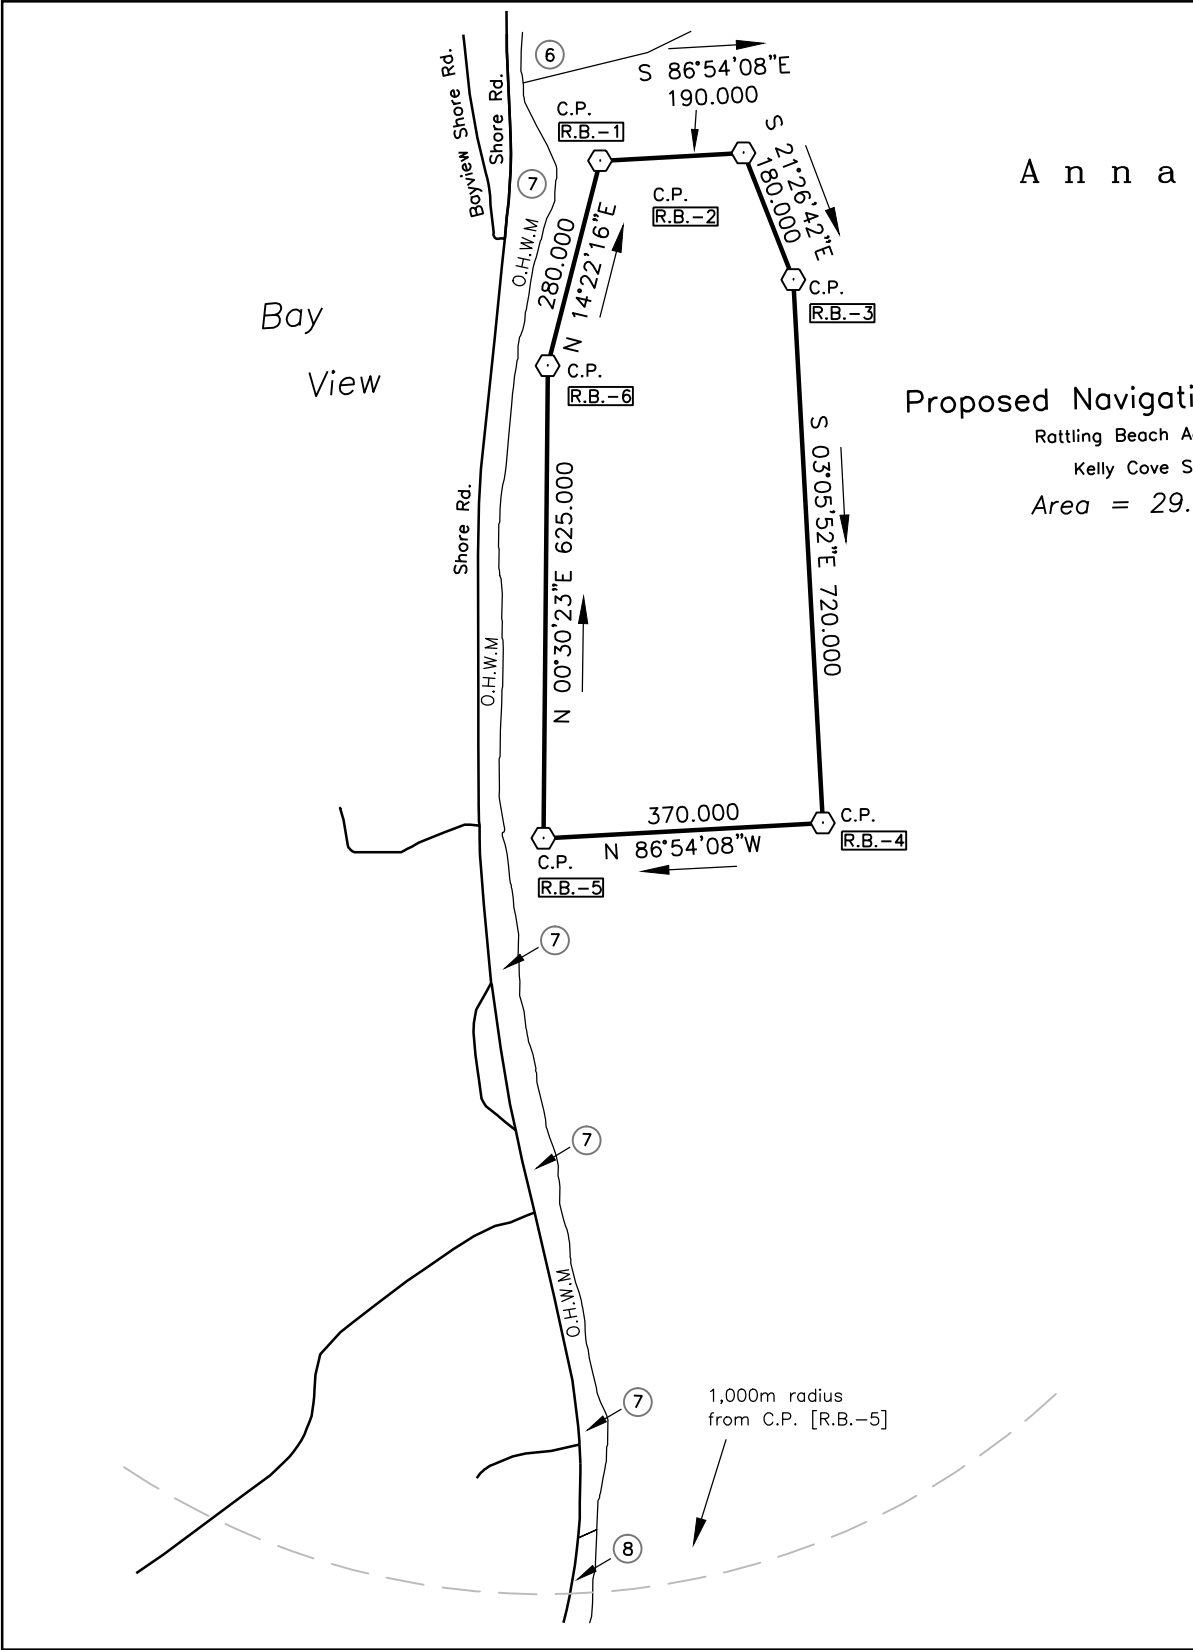 Bayview Shore Rd.
Shore Rd.
6
S 86°54'08"E
190.000
C.P.
R.B.-1
C.P.
R.B.-2
S 21°26'42"E
180.000
7
O.H.W.M
280.000
N 14°22'16"E
A n n a
C.P.
R.B.-3
Bay
View
C.P.
R.B.-6
Proposed Navigati
Rattling Beach A
Kelly Cove S
Area = 29.
S 03°05'52"E 720.000
Shore Rd.
N 00°30'23"E 625.000
O.H.W.M
370.000
N 86°54'08"W
C.P.
R.B.-4
C.P.
R.B.-5
7
7
O.H.W.M
7
1,000m radius
from C.P. [R.B.-5]
8